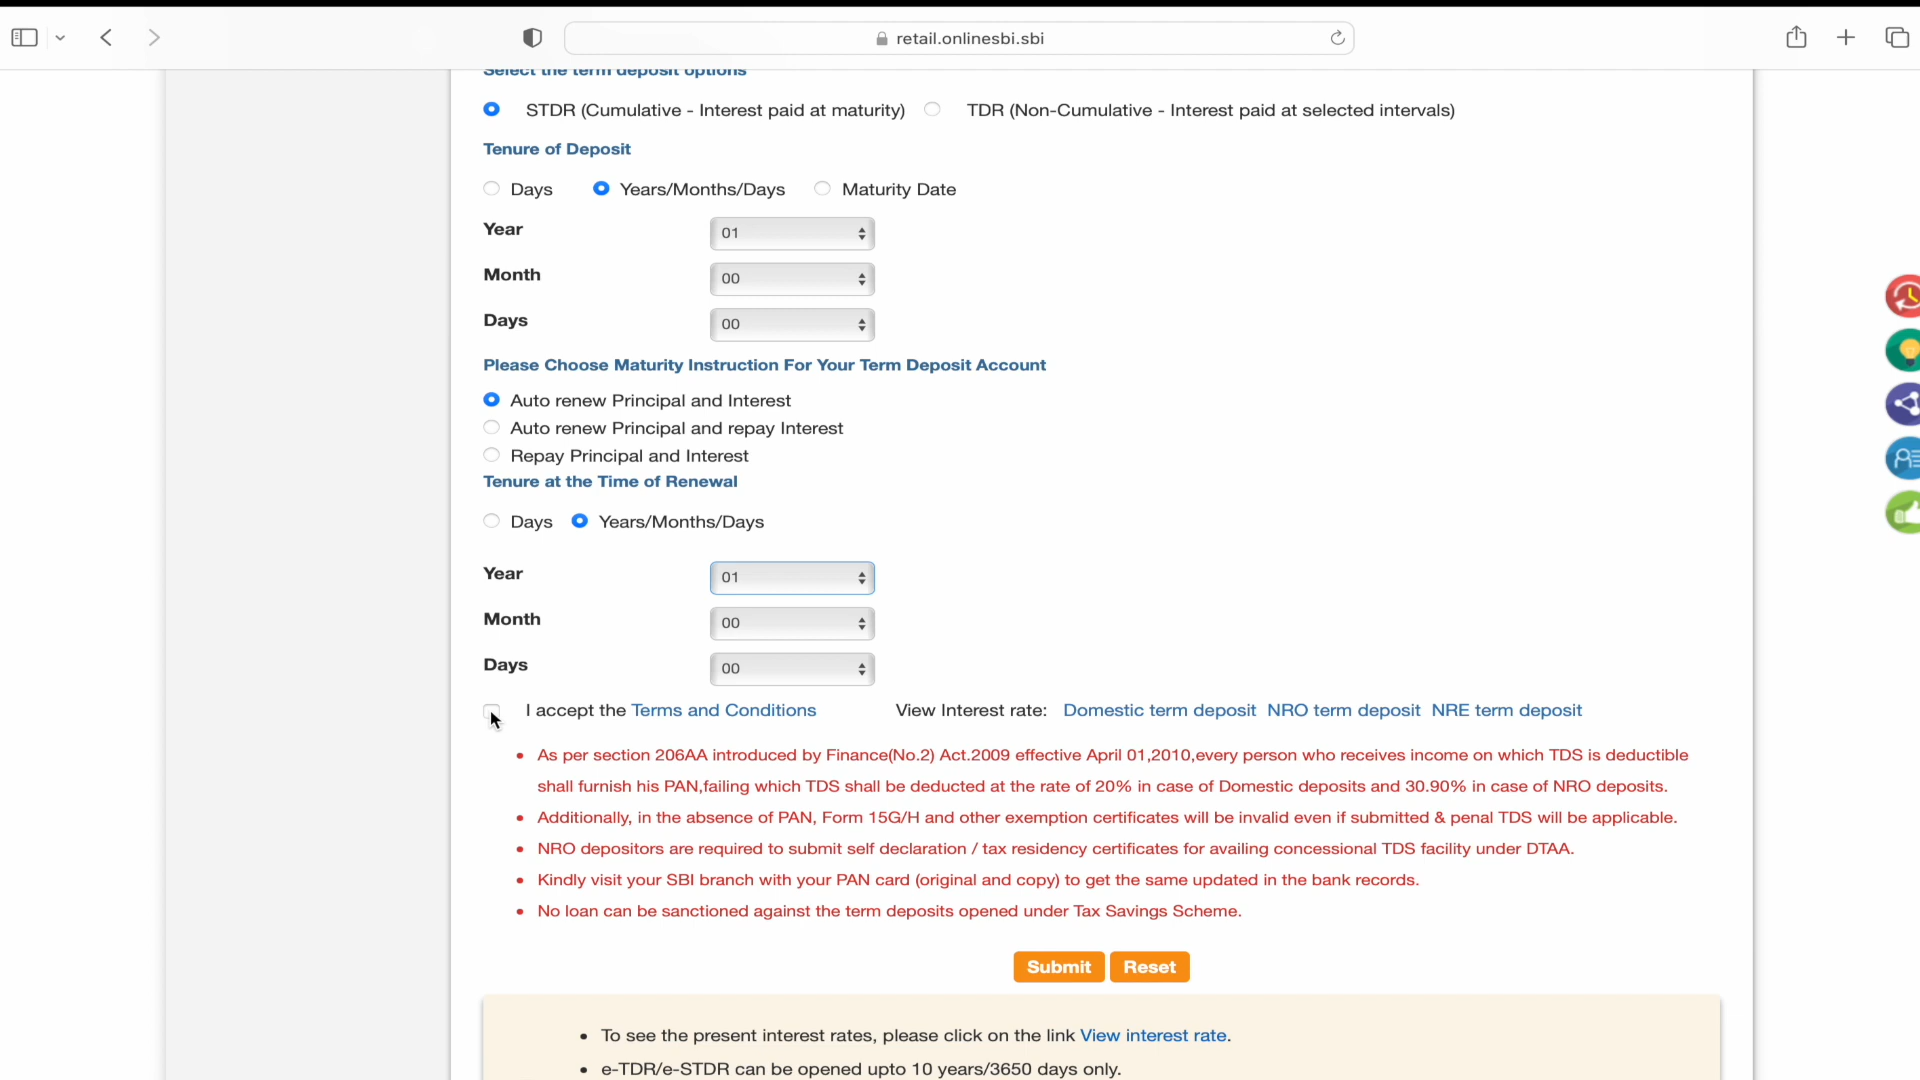 retail.onlinesbi.sbi
Select the term deposit options
STDR (Cumulative - Interest paid at maturity) TDR (Non-Cumulative - Interest paid at selected intervals)
Tenure of Deposit
Days Years/Months/Days Maturity Date
Year 01
Month 00
Days 00
Please Choose Maturity Instruction For Your Term Deposit Account
Auto renew Principal and Interest
Auto renew Principal and repay Interest
Repay Principal and Interest
Tenure at the Time of Renewal
Days Years/Months/Days
Year 01
Month 00
Days 00
I accept the Terms and Conditions View Interest rate: Domestic term deposit NRO term deposit NRE term deposit
• As per section 206AA introduced by Finance(No.2) Act.2009 effective April 01,2010,every person who receives income on which TDS is deductible
shall furnish his PAN,failing which TDS shall be deducted at the rate of 20% in case of Domestic deposits and 30.90% in case of NRO deposits.
• Additionally, in the absence of PAN, Form 15G/H and other exemption certificates will be invalid even if submitted & penal TDS will be applicable.
• NRO depositors are required to submit self declaration / tax residency certificates for availing concessional TDS facility under DTAA.
• Kindly visit your SBI branch with your PAN card (original and copy) to get the same updated in the bank records.
• No loan can be sanctioned against the term deposits opened under Tax Savings Scheme.
Submit Reset
• To see the present interest rates, please click on the link View interest rate.
• e-TDR/e-STDR can be opened upto 10 years/3650 days only.